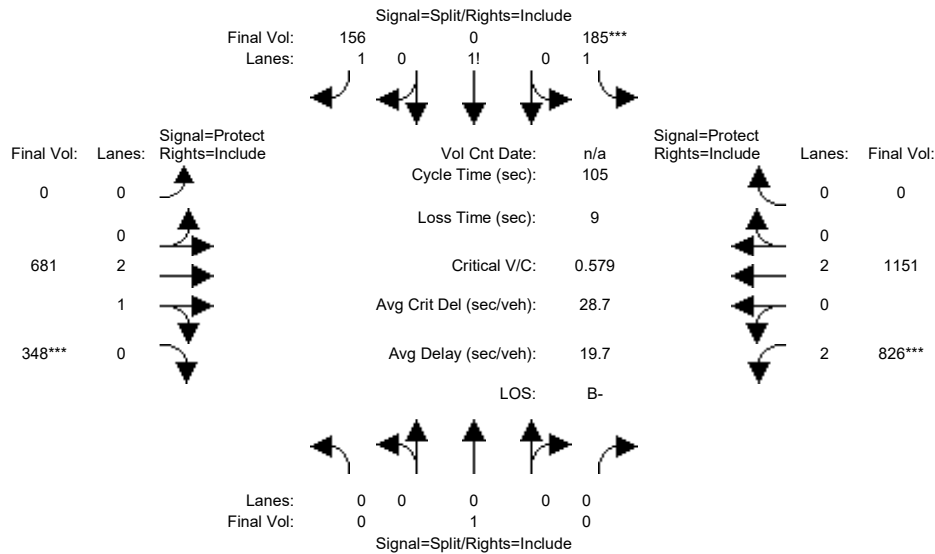 Signal=Split/Rights=Include
Final Vol: 156 0 185***
Lanes: 1 0 1! 0 1
Signal=Protect
Final Vol: Lanes: Rights=Include Vol Cnt Date: n/a Signal=Protect
Rights=Include Lanes: Final Vol:
Cycle Time (sec): 105
0 0 0 0
Loss Time (sec): 9
0 0
681 2 Critical V/C: 0.579 2 1151
1 Avg Crit Del (sec/veh): 28.7 0
348*** 0 Avg Delay (sec/veh): 19.7 2 826***
LOS: B-
Lanes: 0 0 0 0 0
Final Vol: 0 1 0
Signal=Split/Rights=Include